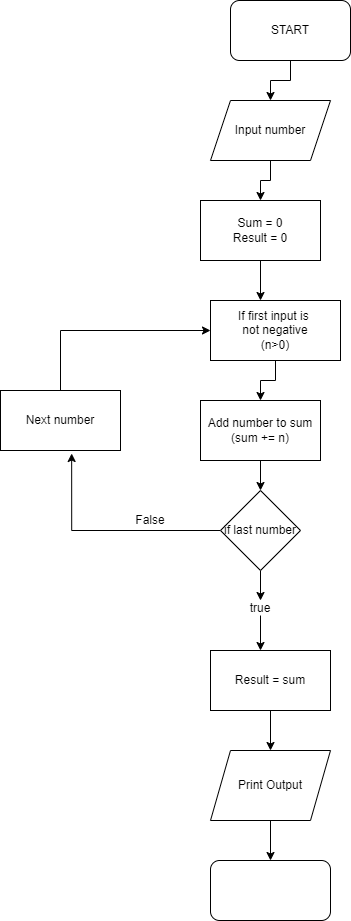 START
Input number
Sum = 0
Result = 0
If first input is
not negative
(n>0)
Next number
Add number to sum
(sum += n)
False
if last number
true
Result = sum
Print Output